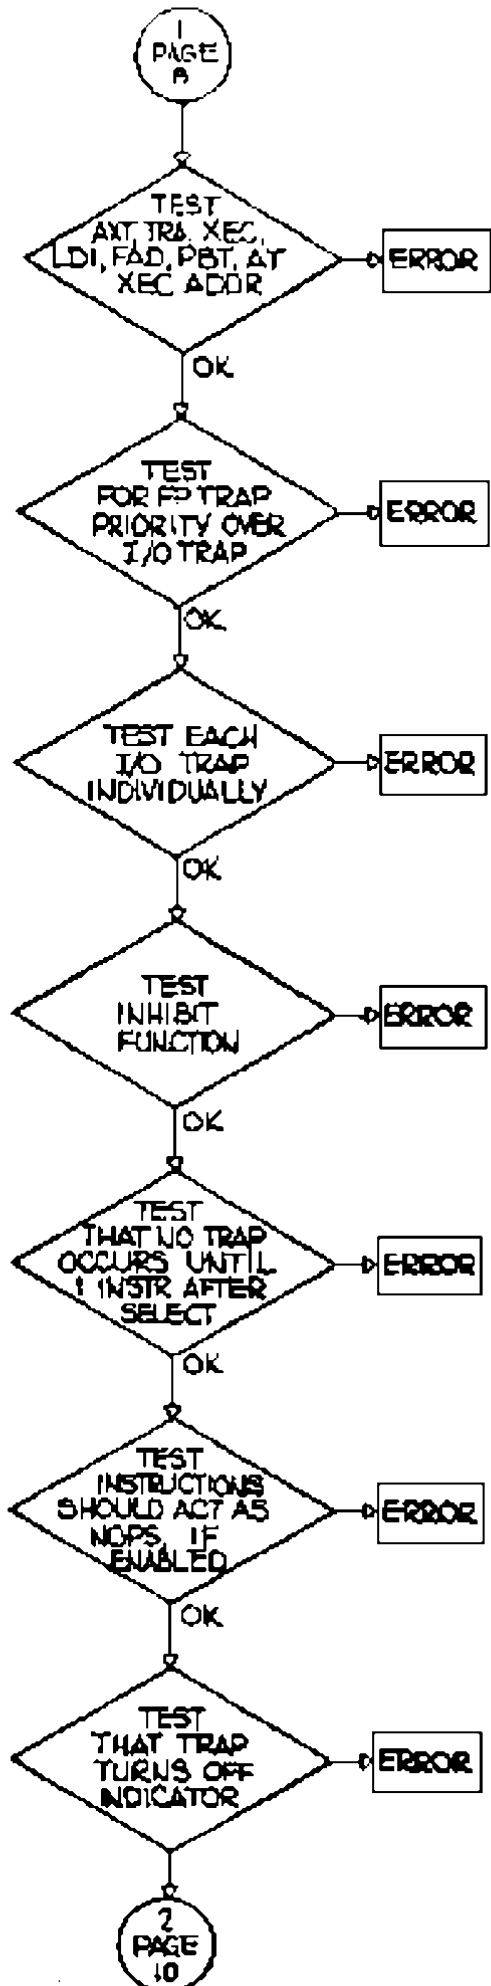 1
PAGE
8
TEST
AXT, TRA, XEC,
LDI, FAD, PBT, AT
XEC ADDR
ERROR
OK
TEST
FOR FP TRAP
PRIORITY OVER
I/O TRAP
ERROR
OK
TEST EACH
I/O TRAP
INDIVIDUALLY
ERROR
OK
TEST
INHIBIT
FUNCTION
ERROR
OK
TEST
THAT NO TRAP
OCCURS UNTIL
1 INSTR AFTER
SELECT
ERROR
OK
TEST
INSTRUCTIONS
SHOULD ACT AS
NOPS, IF
ENABLED
ERROR
OK
TEST
THAT TRAP
TURNS OFF
INDICATOR
ERROR
2
PAGE
10